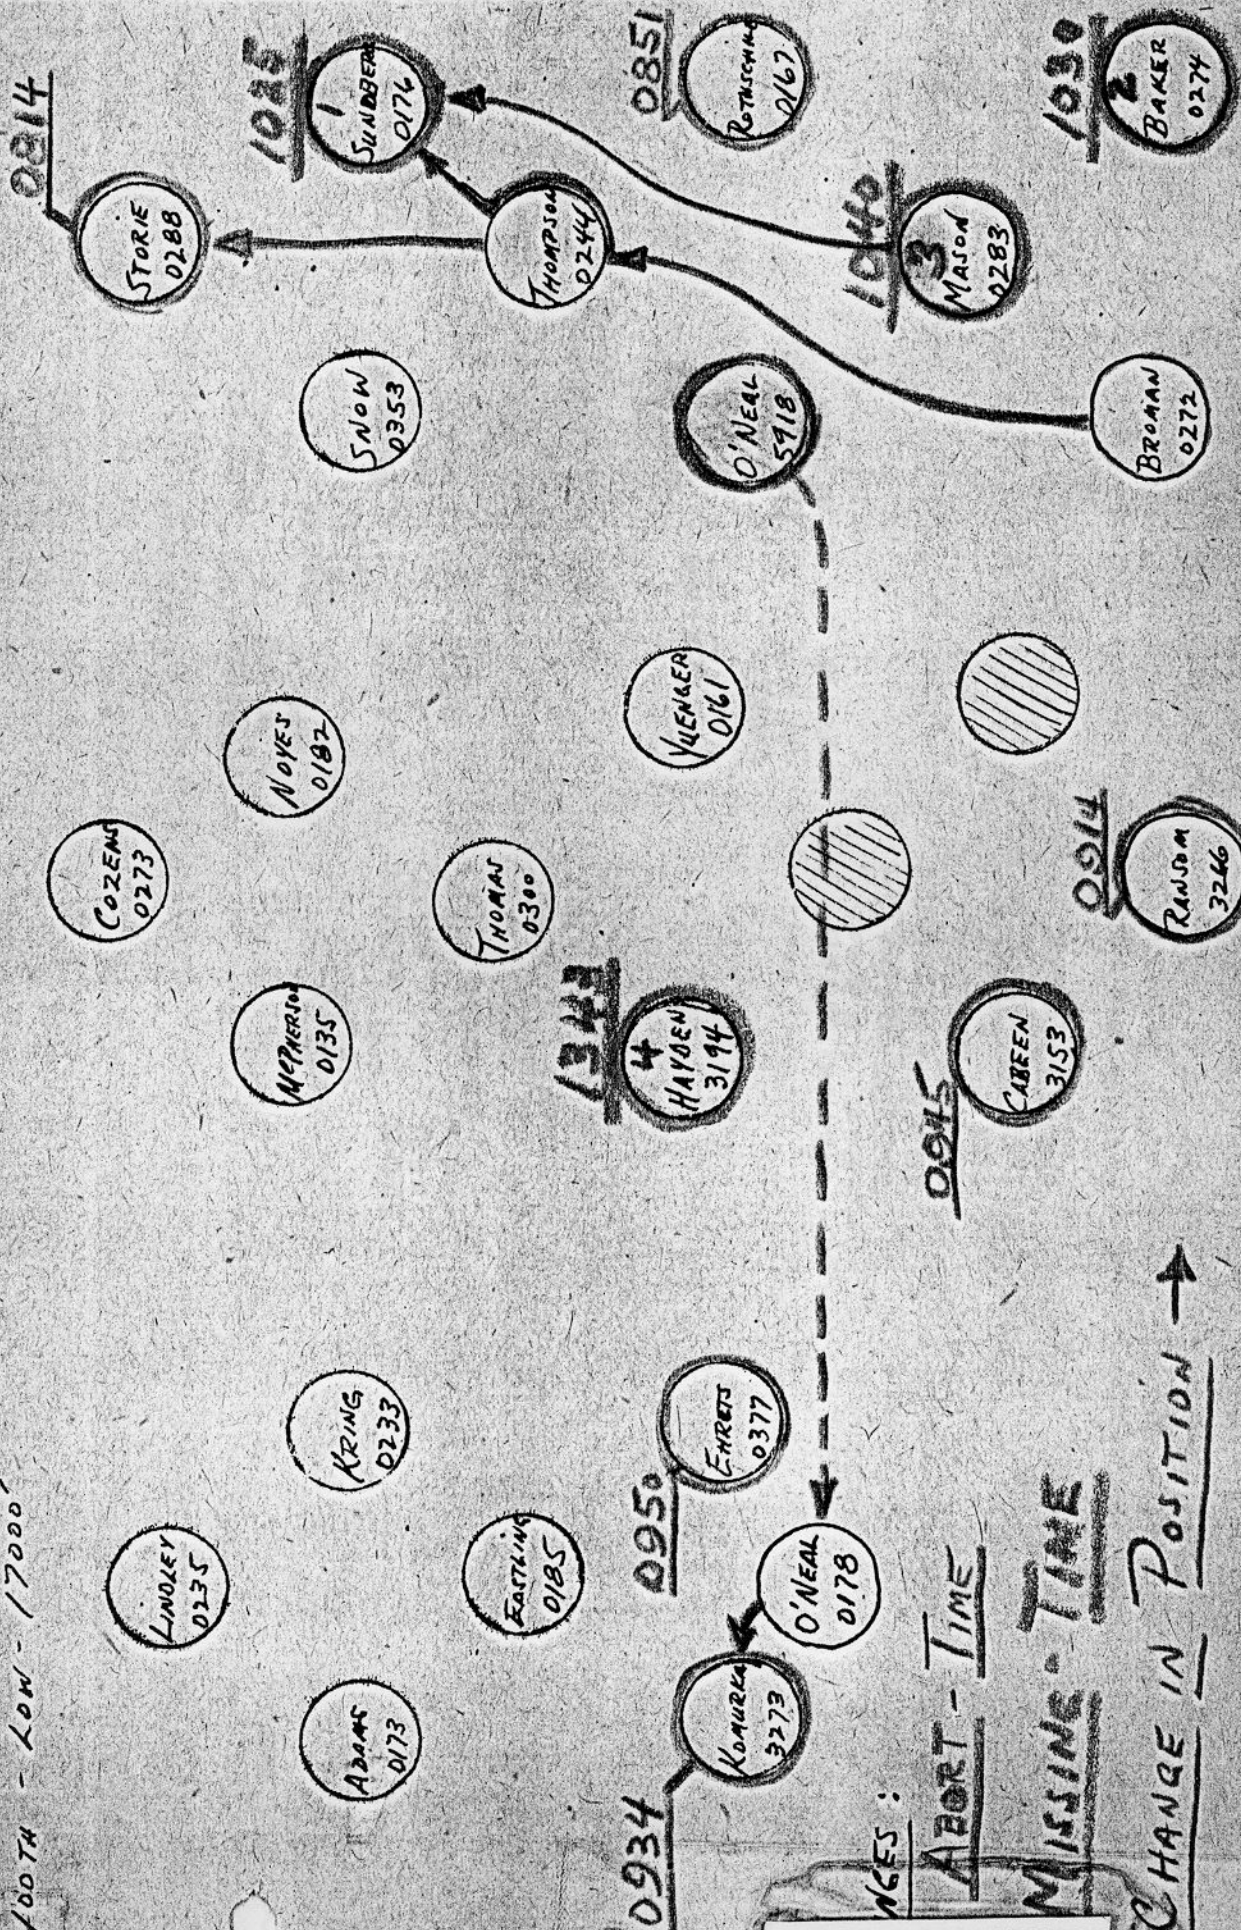 100TH - LOW - 17000'
0814
STORIE
0288
1025
1
SUNDBERG
0176
THOMPSON
0244
0851
ROTHSCHILD
0167
1040
3
MASON
0283
1030
2
BAKER
0274
SNOW
0353
O'NEAL
5918
BROMAN
0272
COZENS
0273
NOYES
0182
MCPHERSON
0135
THOMAS
0300
YUENGER
0161
1343
4
HAYDEN
3194
0845
CABEEN
3153
0914
RANSOM
3266
LINDLEY
0235
KRING
0233
ADAMS
0173
EASTLING
0185
0950
EHRETS
0377
O'NEAL
0178
0934
KOMURKA
3273
NGES:
ABORT - TIME
MISSING - TIME
CHANGE IN POSITION →